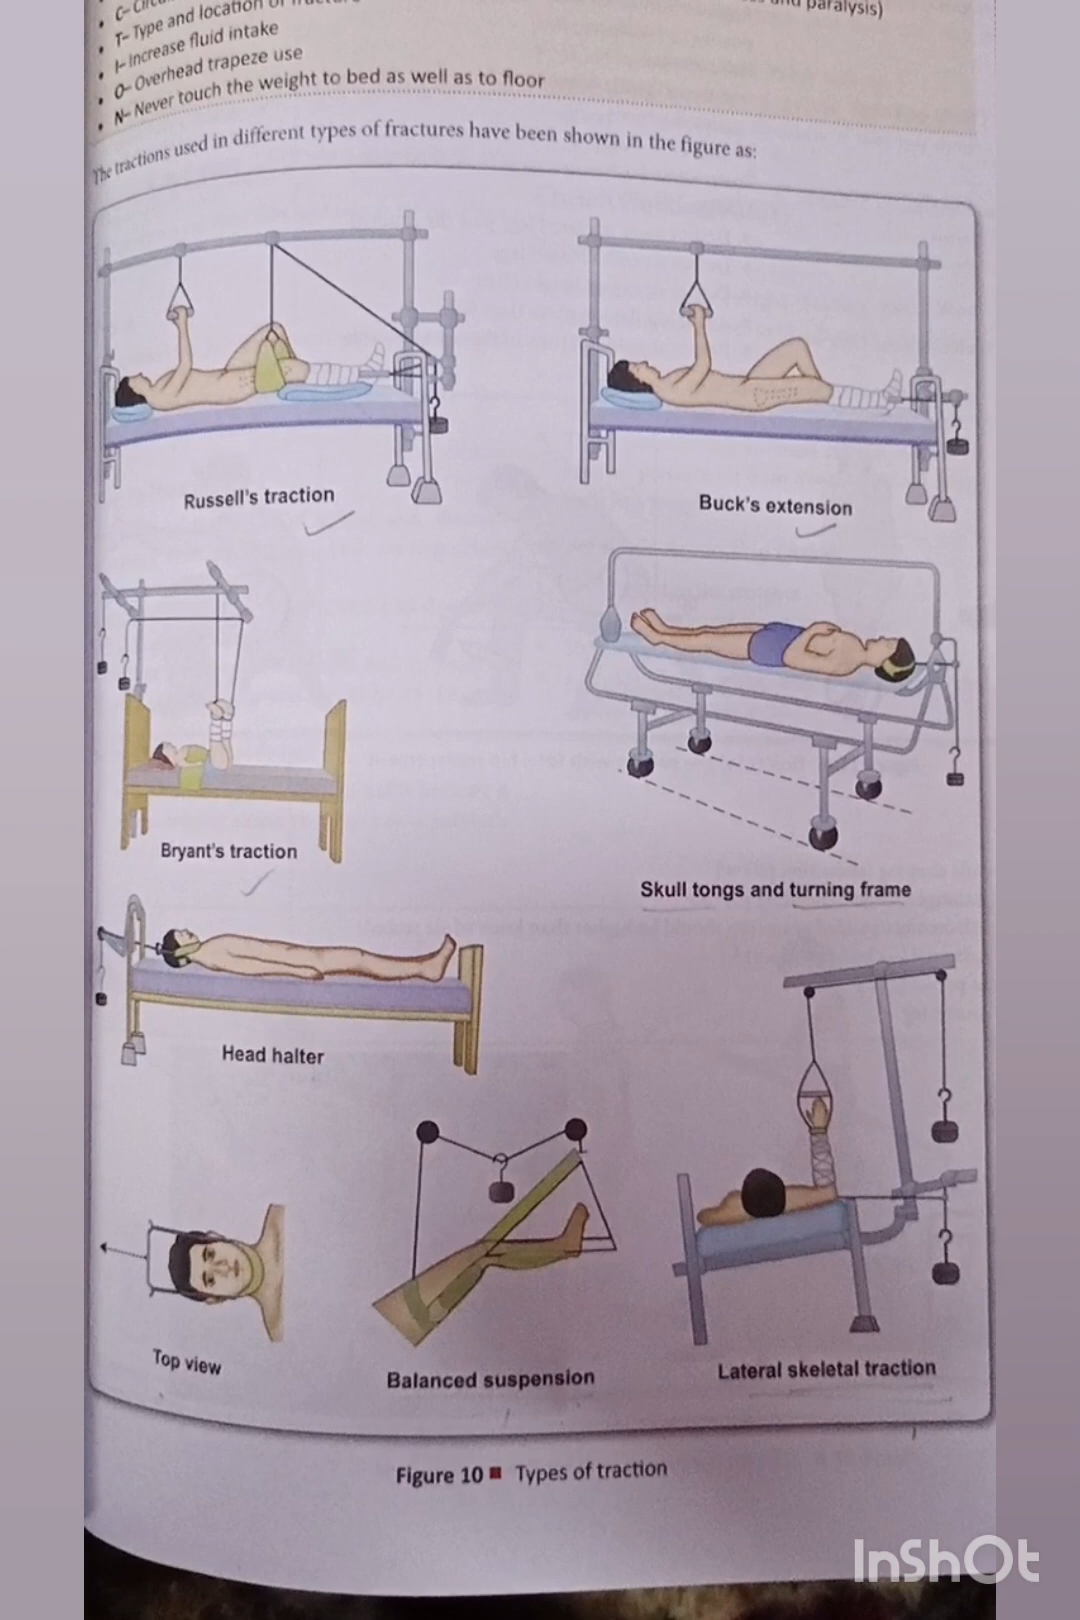 paralysis)
T- Type and location of
I- Increase fluid intake
O- Overhead trapeze use
N- Never touch the weight to bed as well as to floor
The tractions used in different types of fractures have been shown in the figure as:
Russell's traction
Buck's extension
Bryant's traction
Skull tongs and turning frame
Head halter
Top view
Balanced suspension
Lateral skeletal traction
Figure 10 ■ Types of traction
InShOt